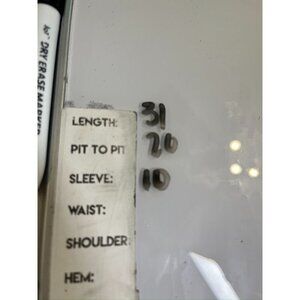 DRY ERASE MARKER
LENGTH: 31
PIT TO PIT 20
SLEEVE: 10
WAIST:
SHOULDER:
HEM: